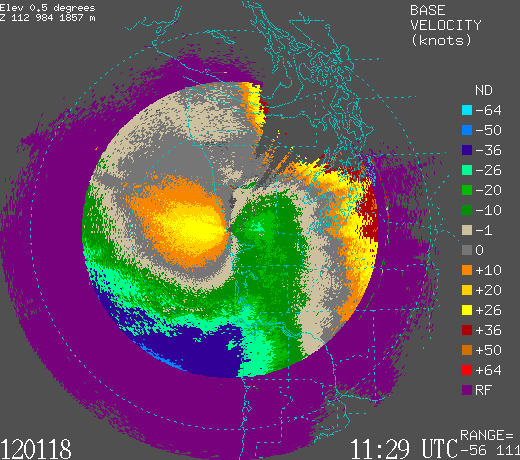 Elev 0.5 degrees
Z 112 984 1857 m
BASE
VELOCITY
(knots)
ND
-64
-50
-36
-26
-20
-10
-1
0
+10
+20
+26
+36
+50
+64
RF
RANGE=
-56 111
120118
11:29 UTC